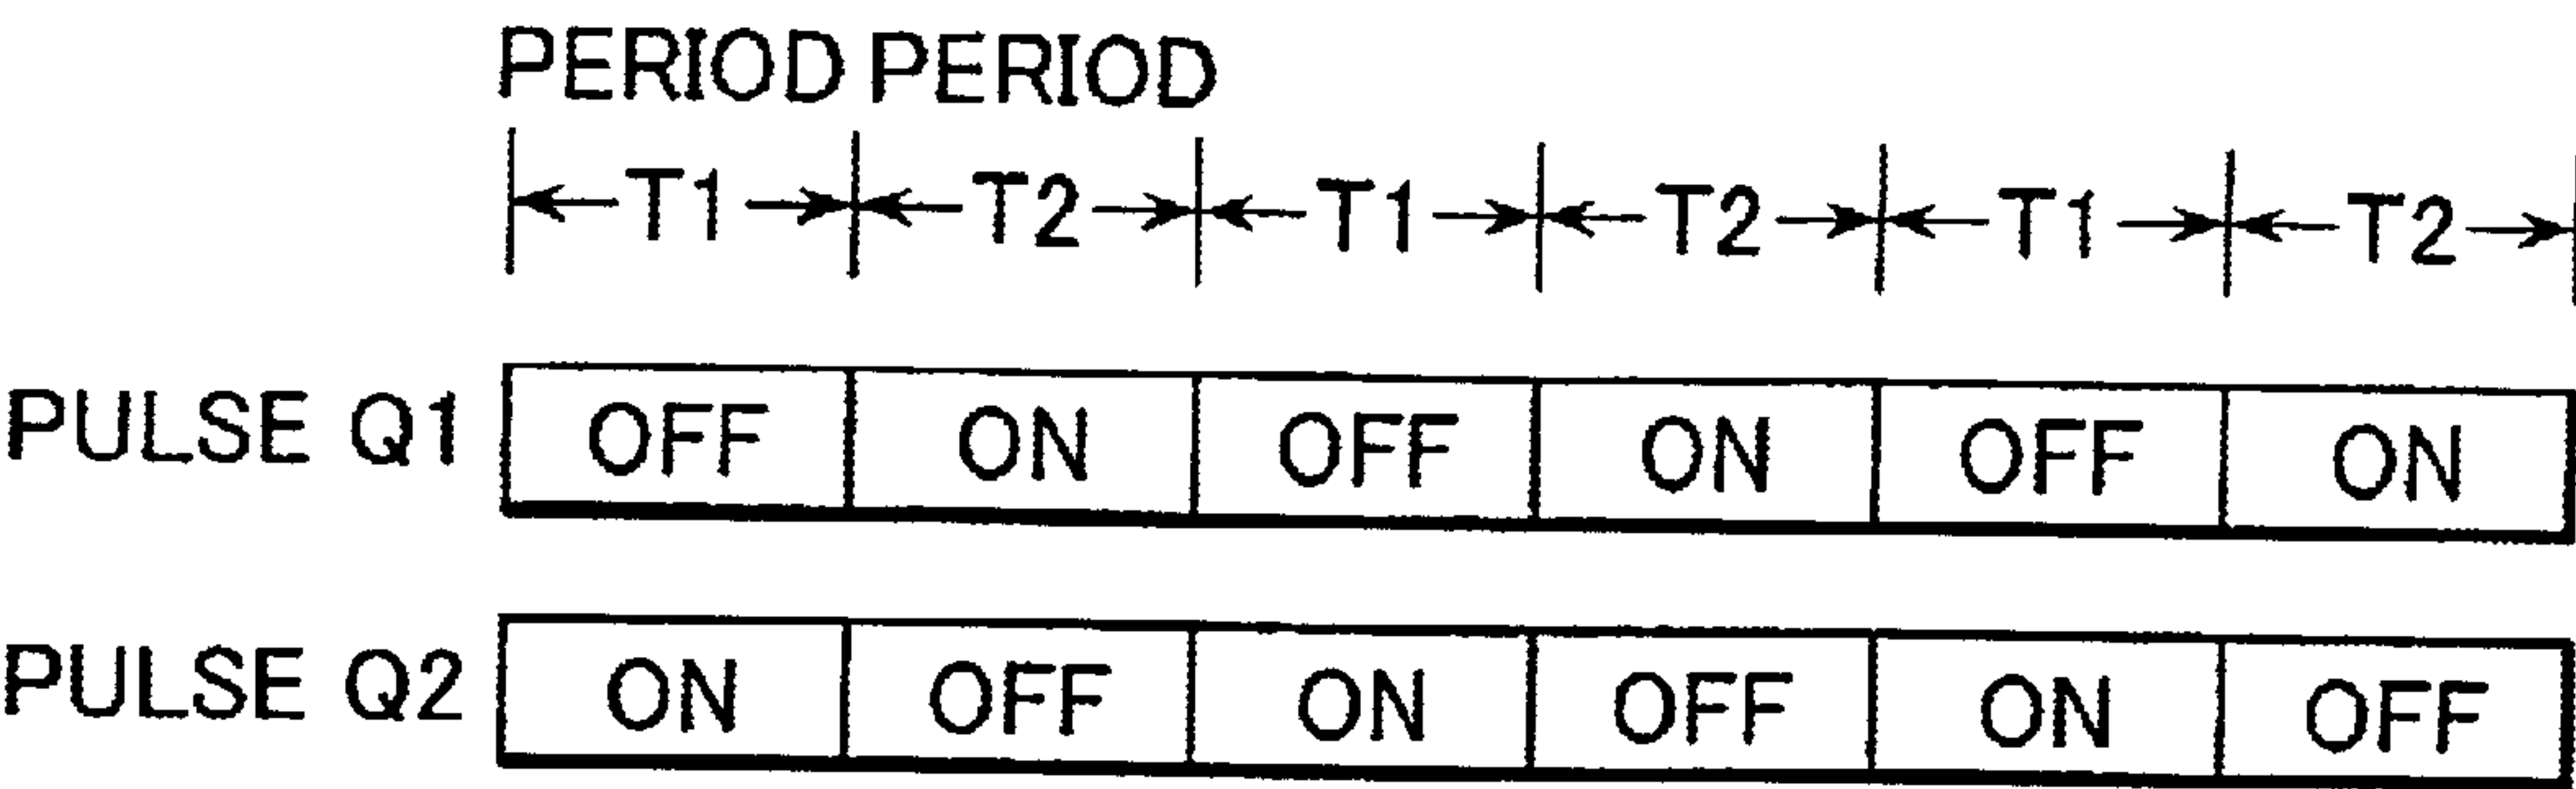 PERIOD PERIOD
T1 T2 T1 T2 T1 T2
PULSE Q1 OFF ON OFF ON OFF ON
PULSE Q2 ON OFF ON OFF ON OFF